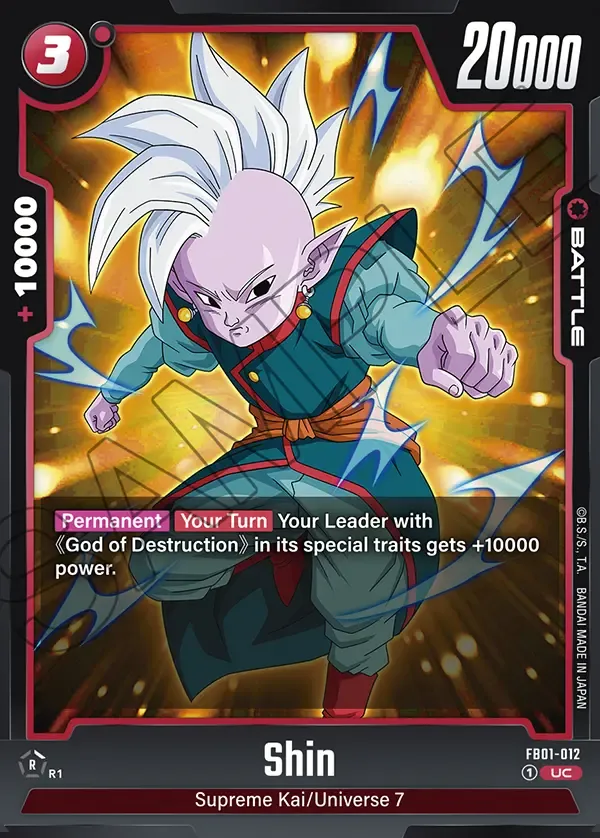 3
20000
+ 10000
BATTLE
SAMPLE
Permanent Your Turn Your Leader with
《God of Destruction》 in its special traits gets +10000
power.
©B.S./S., T.A. BANDAI MADE IN JAPAN
Shin
FB01-012
R R1
1 UC
Supreme Kai/Universe 7